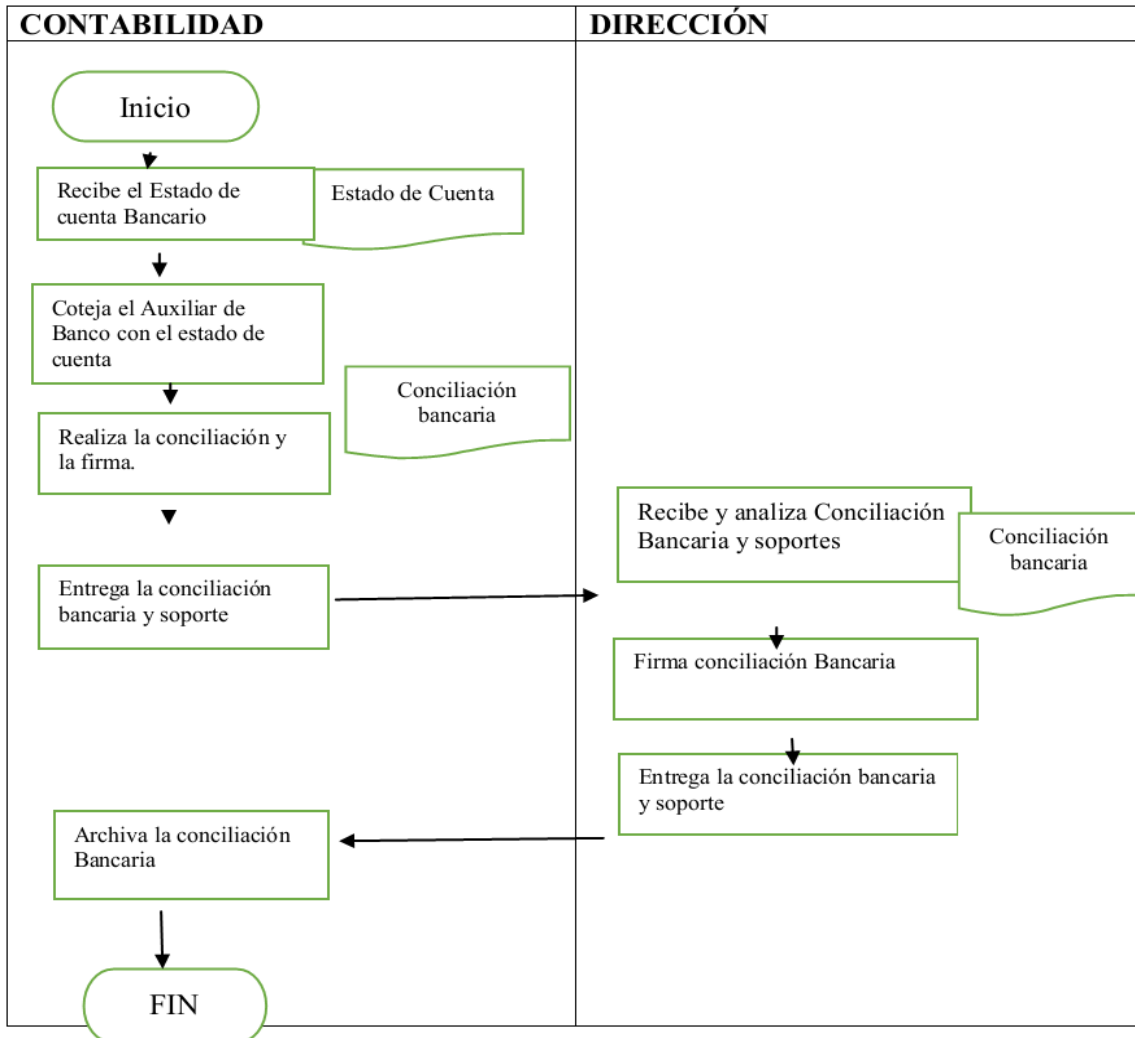 CONTABILIDAD
DIRECCIÓN
Inicio
Recibe el Estado de
cuenta Bancario
Estado de Cuenta
Coteja el Auxiliar de
Banco con el estado de
cuenta
Conciliación
bancaria
Realiza la conciliación y
la firma.
Entrega la conciliación
bancaria y soporte
Recibe y analiza Conciliación
Bancaria y soportes
Conciliación
bancaria
Firma conciliación Bancaria
Entrega la conciliación bancaria
y soporte
Archiva la conciliación
Bancaria
FIN